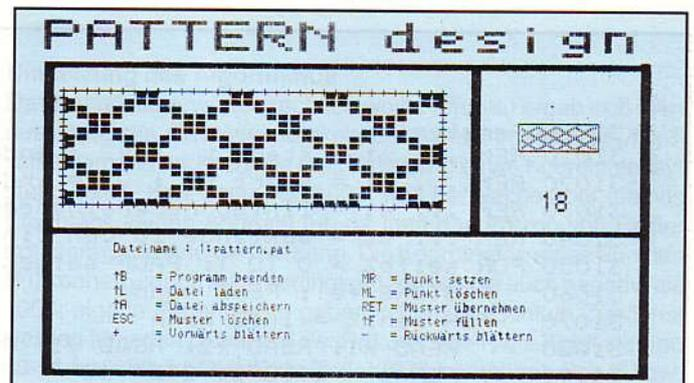 PATTERN design
18
Dateiname : 1:pattern.pat
↑B = Programm beenden
↑L = Datei laden
↑A = Datei abspeichern
ESC = Muster löschen
+ = Vorwärts blättern
MR = Punkt setzen
ML = Punkt löschen
RET = Muster übernehmen
↑F = Muster füllen
= Rückwärts blättern